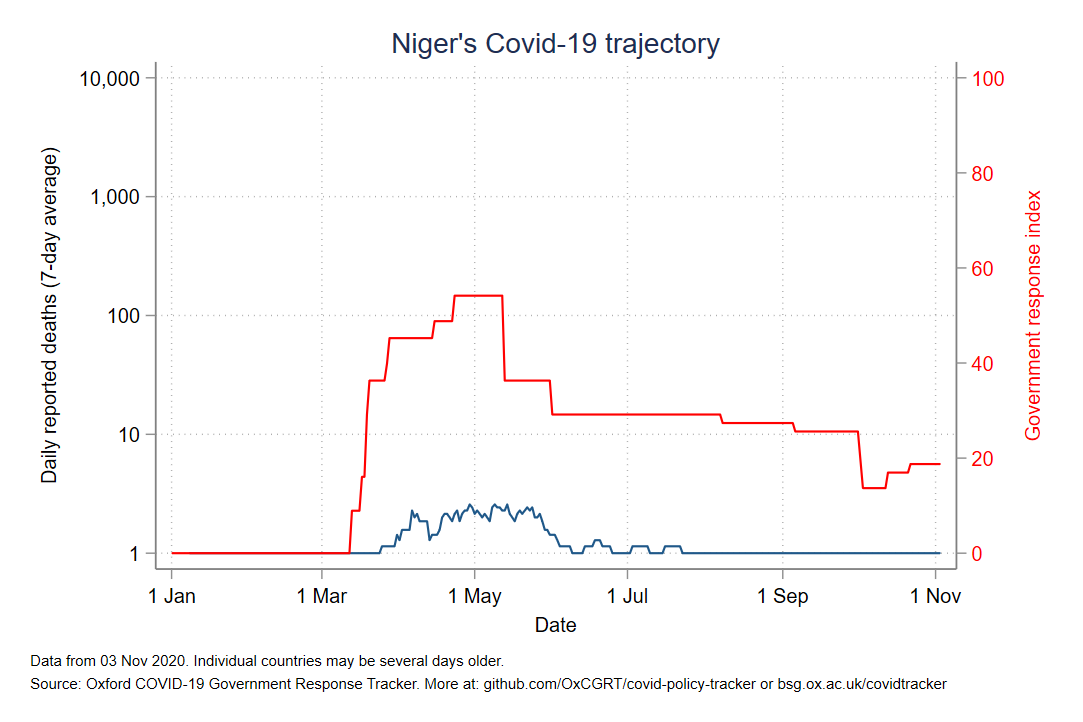 Niger's Covid-19 trajectory
10,000
1,000
100
10
1
Daily reported deaths (7-day average)
100
80
60
40
20
0
Government response index
1 Jan
1 Mar
1 May
1 Jul
1 Sep
1 Nov
Date
Data from 03 Nov 2020. Individual countries may be several days older.
Source: Oxford COVID-19 Government Response Tracker. More at: github.com/OxCGRT/covid-policy-tracker or bsg.ox.ac.uk/covidtracker